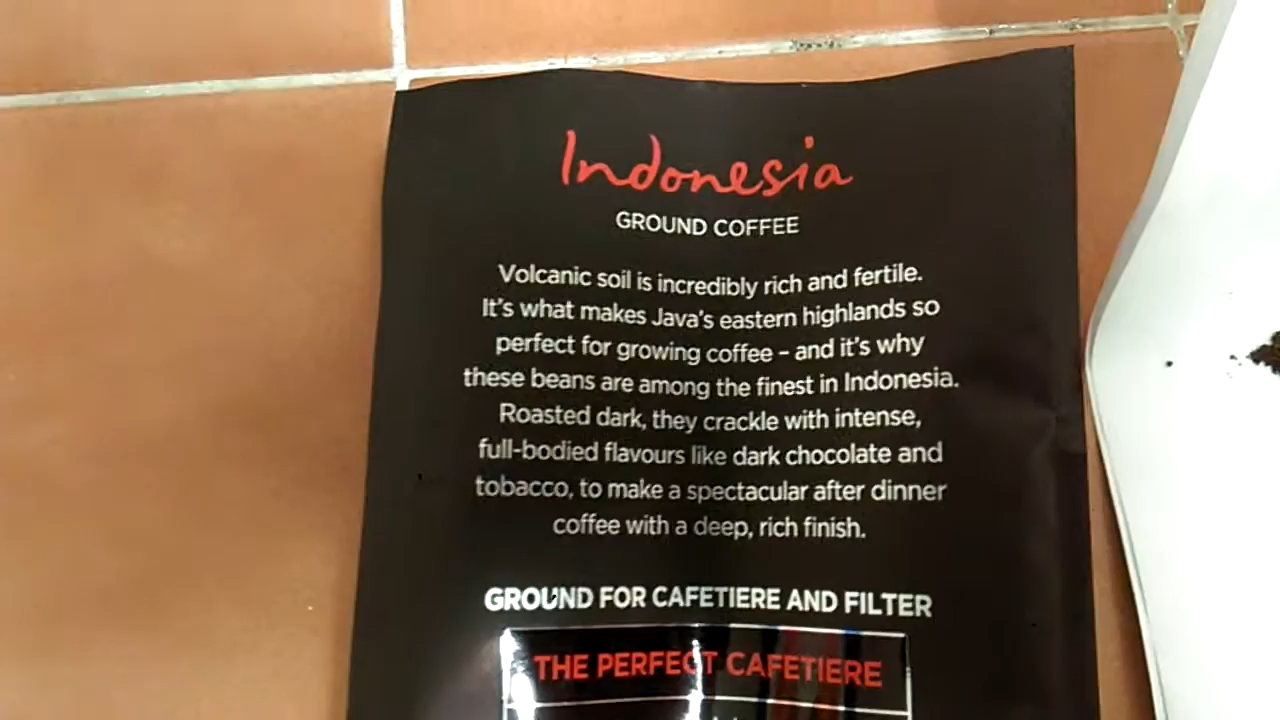 Indonesia
GROUND COFFEE
Volcanic soil is incredibly rich and fertile.
It's what makes Java's eastern highlands so
perfect for growing coffee – and it's why
these beans are among the finest in Indonesia.
Roasted dark, they crackle with intense,
full-bodied flavours like dark chocolate and
tobacco, to make a spectacular after dinner
coffee with a deep, rich finish.
GROUND FOR CAFETIERE AND FILTER
THE PERFECT CAFETIERE